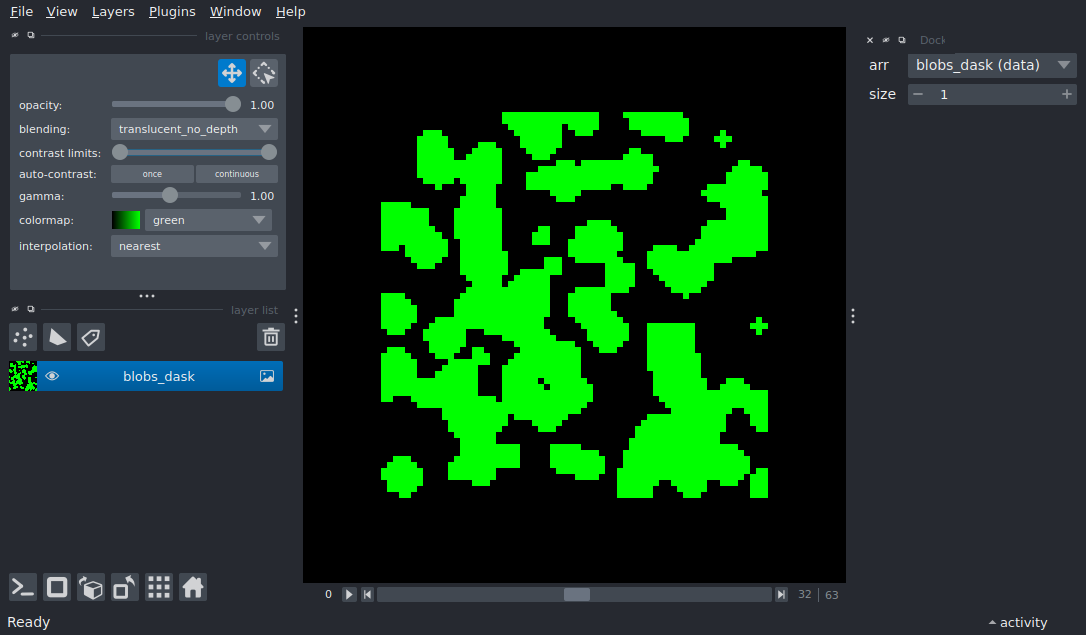 File View Layers Plugins Window Help
layer controls
opacity: 1.00
blending: translucent_no_depth
contrast limits:
auto-contrast: once continuous
gamma: 1.00
colormap: green
interpolation: nearest
layer list
blobs_dask
Dock
arr blobs_dask (data)
size 1
0 32 63
Ready
activity